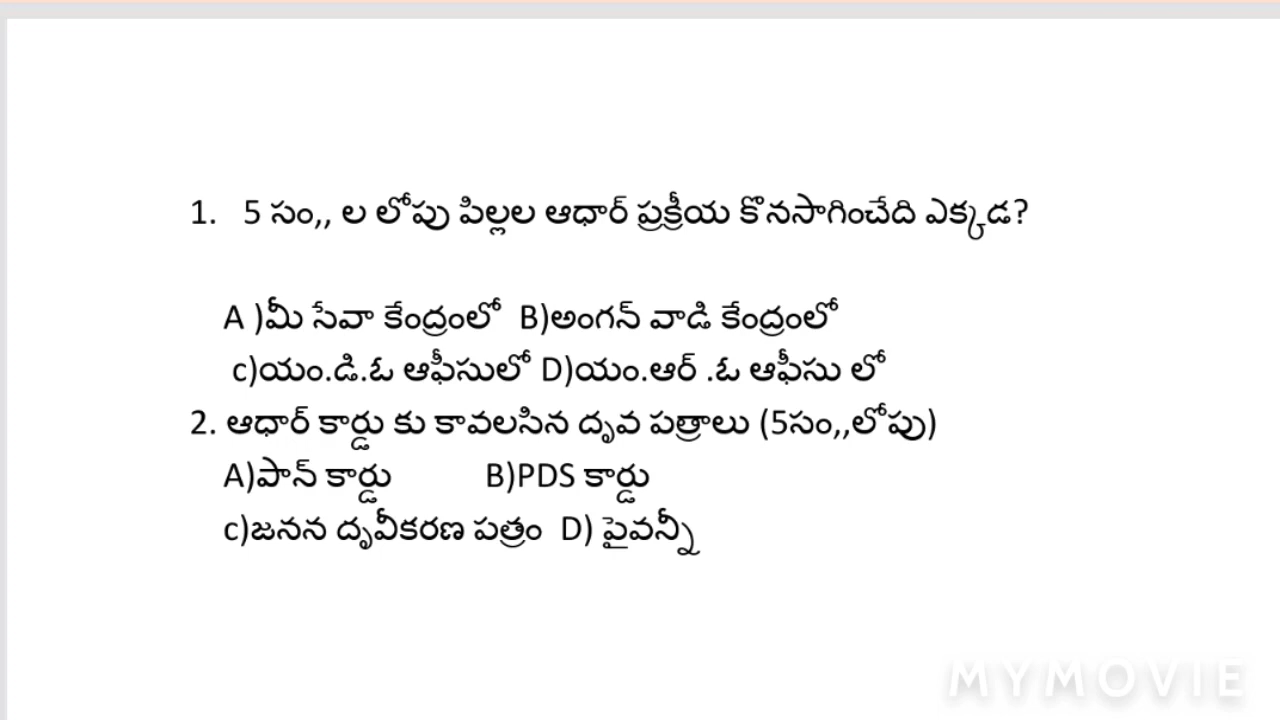 1. 5 సం,, ల లోపు పిల్లల ఆధార్ ప్రక్రీయ కొనసాగించేది ఎక్కడ?
A )మీ సేవా కేంద్రంలో B)అంగన్ వాడి కేంద్రంలో
c)యం.డి.ఓ ఆఫీసులో D)యం.ఆర్ .ఓ ఆఫీసు లో
2. ఆధార్ కార్డు కు కావలసిన దృవ పత్రాలు (5సం,,లోపు)
A)పాన్ కార్డు B)PDS కార్డు
c)జనన దృవీకరణ పత్రం D) పైవన్నీ
MYMOVIE